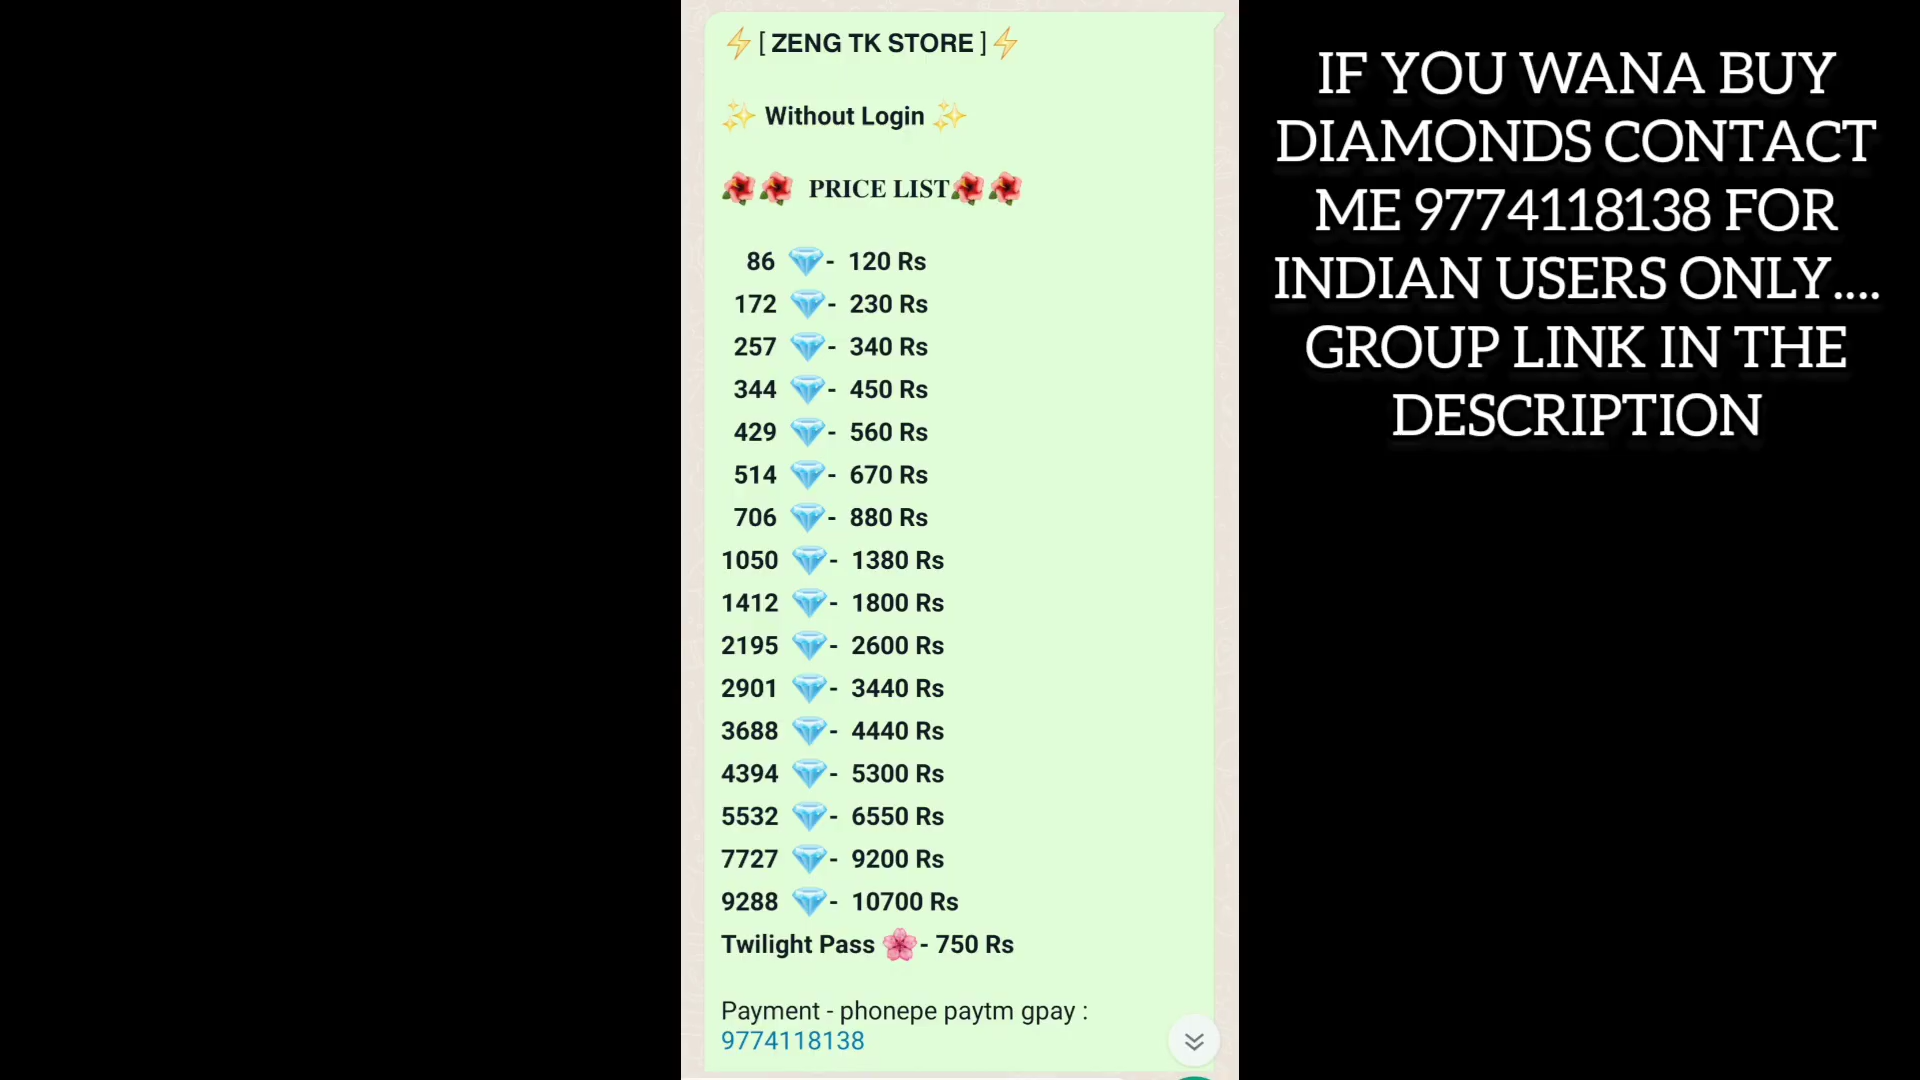 ⚡ [ ZENG TK STORE ] ⚡
✨ Without Login ✨
🌺🌺 PRICE LIST🌺🌺
86 💎- 120 Rs
172 💎- 230 Rs
257 💎- 340 Rs
344 💎- 450 Rs
429 💎- 560 Rs
514 💎- 670 Rs
706 💎- 880 Rs
1050 💎- 1380 Rs
1412 💎- 1800 Rs
2195 💎- 2600 Rs
2901 💎- 3440 Rs
3688 💎- 4440 Rs
4394 💎- 5300 Rs
5532 💎- 6550 Rs
7727 💎- 9200 Rs
9288 💎- 10700 Rs
Twilight Pass 🌸- 750 Rs
Payment - phonepe paytm gpay :
9774118138
IF YOU WANA BUY
DIAMONDS CONTACT
ME 9774118138 FOR
INDIAN USERS ONLY....
GROUP LINK IN THE
DESCRIPTION